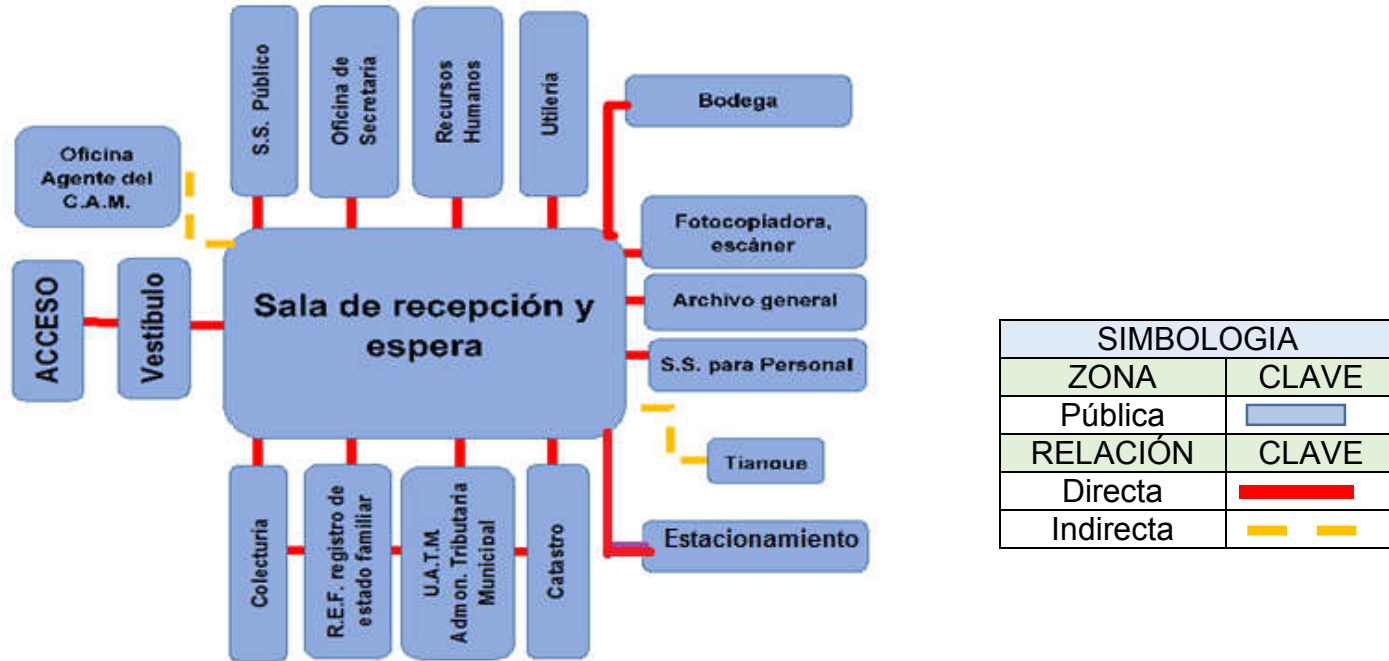 S.S. Público
Oficina de
Secretaría
Recursos
Humanos
Utilería
Bodega
Oficina
Agente del
C.A.M.
Fotocopiadora,
escáner
ACCESO
Vestíbulo
Sala de recepción y
espera
Archivo general
S.S. para Personal
Tiangue
Estacionamiento
Colecturía
R.E.F. registro de
estado familiar
U.A.T.M.
Admon. Tributaria
Municipal
Catastro
SIMBOLOGIA
ZONA CLAVE
Pública
RELACIÓN CLAVE
Directa
Indirecta